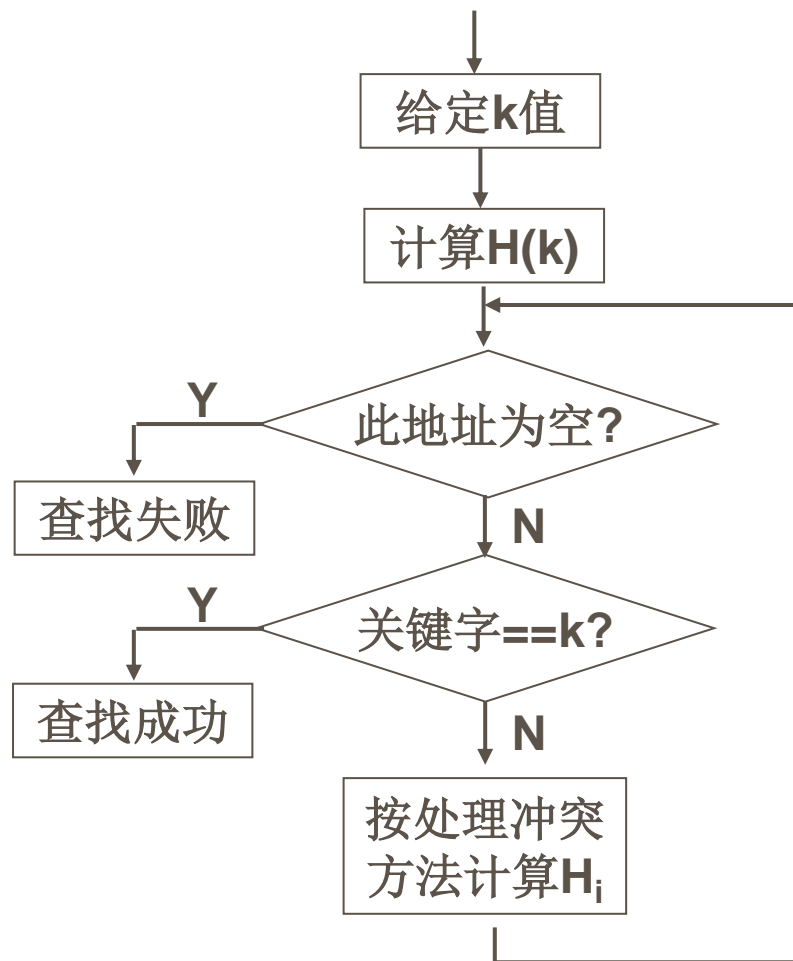 给定k值
计算H(k)
Y
此地址为空?
查找失败
N
Y
关键字==k?
查找成功
N
按处理冲突
方法计算Hi